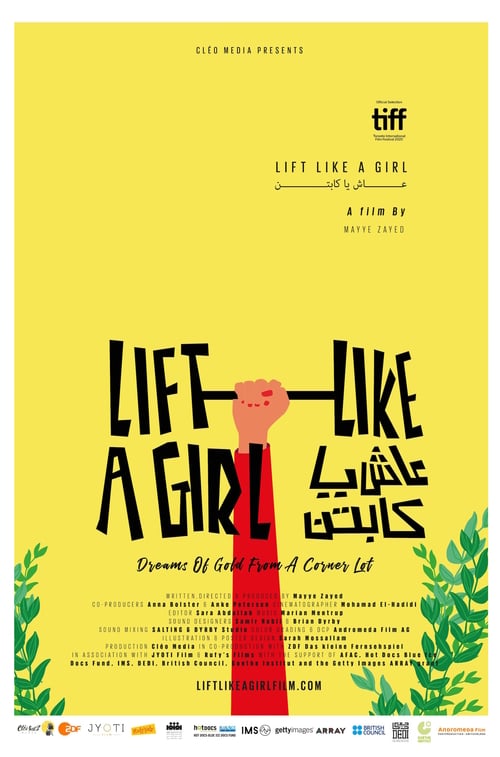 CLÉO MEDIA PRESENTS
Official Selection
tiff
Toronto International
Film Festival 2020
LIFT LIKE A GIRL
عـــاش يا كابتـــن
A film By
MAYYE ZAYED
LIFT LIKE
عاش يا
A GIRL كابتن
Dreams Of Gold From A Corner Lot
WRITTEN, DIRECTED & PRODUCED BY Mayye Zayed
CO-PRODUCERS Anna Bolster & Anke Petersen CINEMATOGRAPHER Mohamad El-Hadidi
EDITOR Sara Abdallah Marian Mentrup
SOUND DESIGNERS Samir Nabil & Brian Dyrby
SOUND MIXING SALTING & DYRBY Studio COLOR GRADING & DCP Andromeda Film AG
ILLUSTRATION & POSTER DESIGN Sarah Mossallam
PRODUCTION Cléo Media IN CO-PRODUCTION WITH ZDF Das Kleine Fernsehspiel
IN ASSOCIATION WITH JYOTI Film & Rufy's Films WITH THE SUPPORT OF AFAC, Hot Docs Blue Ice
Docs Fund, IMS, DEDI, British Council, Goethe Institut and the Getty Images ARRAY grant
LIFTLIKEAGIRLFILM.COM
ZDF JYOTI HOTDOCS IMS gettyimages ARRAY BRITISH COUNCIL DEDI GOETHE INSTITUT ANDROMEDA FILM